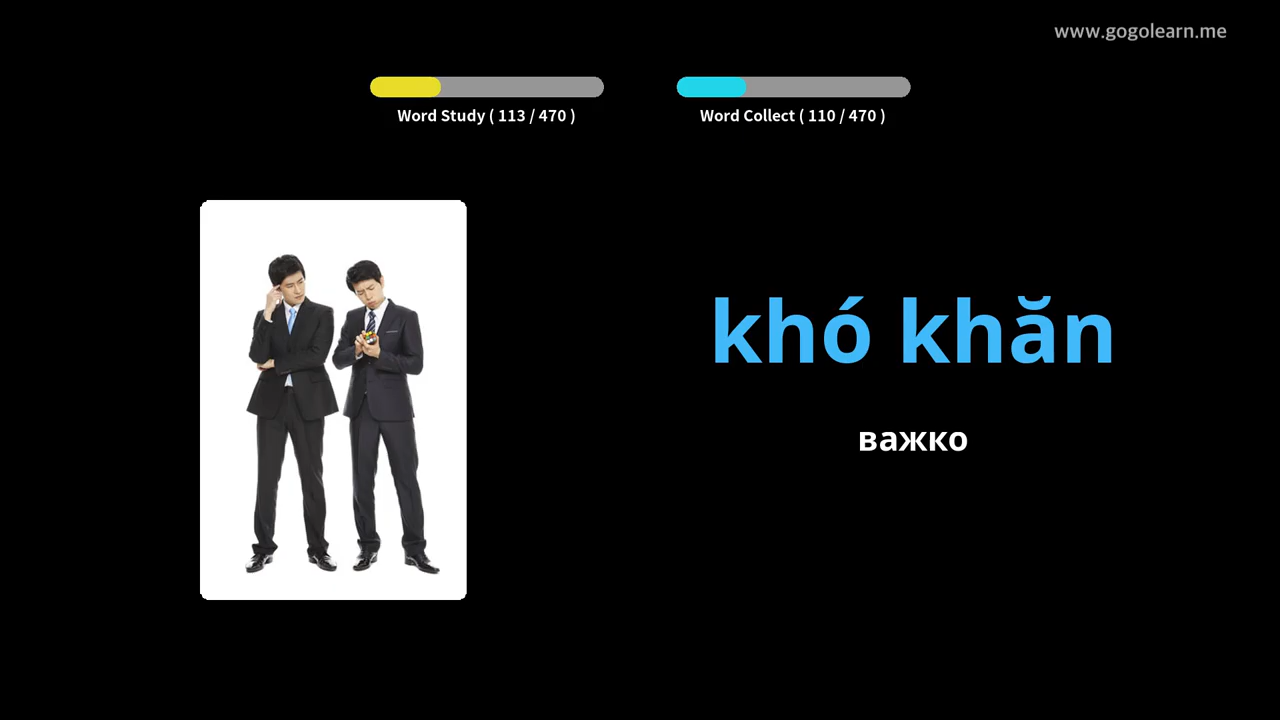 www.gogolearn.me
Word Study ( 113 / 470 )
Word Collect ( 110 / 470 )
khó khăn
важко